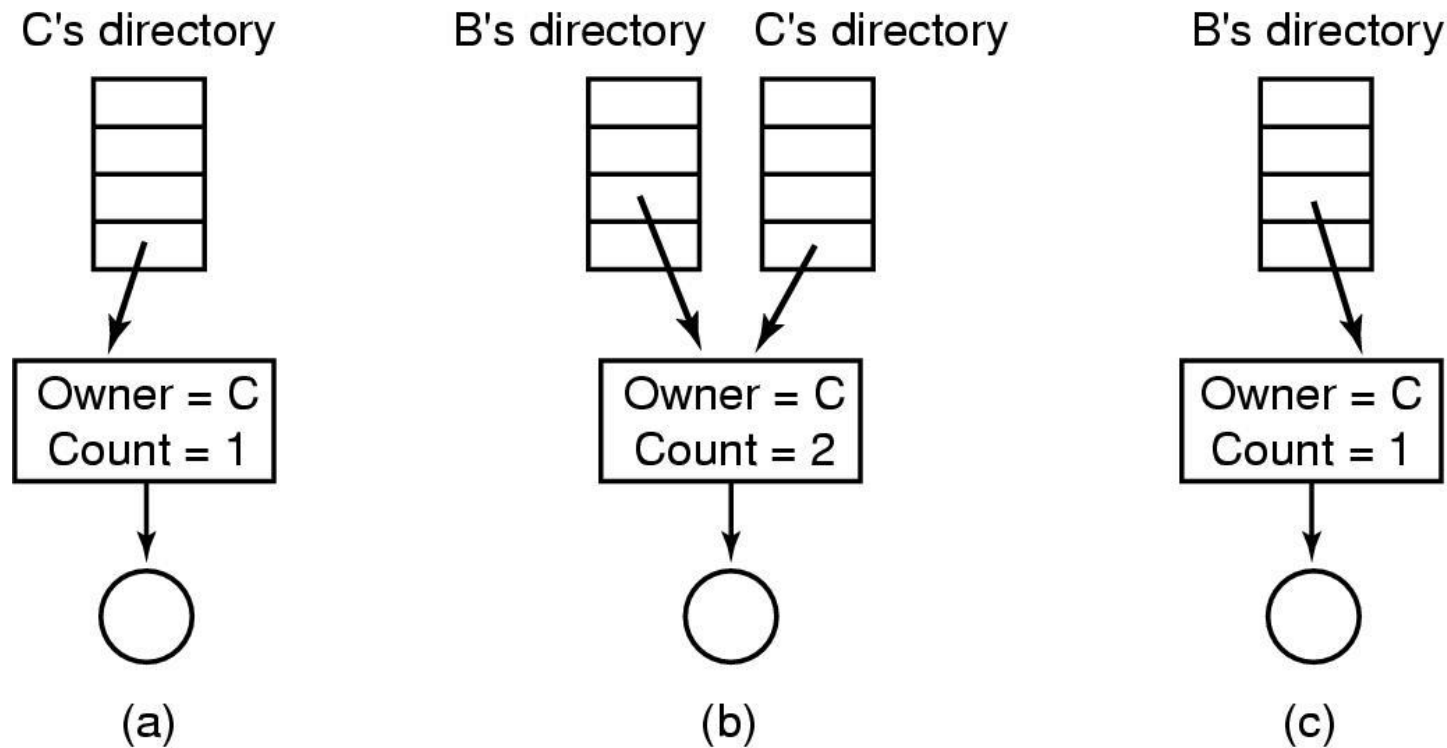 C's directory
B's directory
C's directory
B's directory
Owner = C
Count = 1
Owner = C
Count = 2
Owner = C
Count = 1
(a)
(b)
(c)